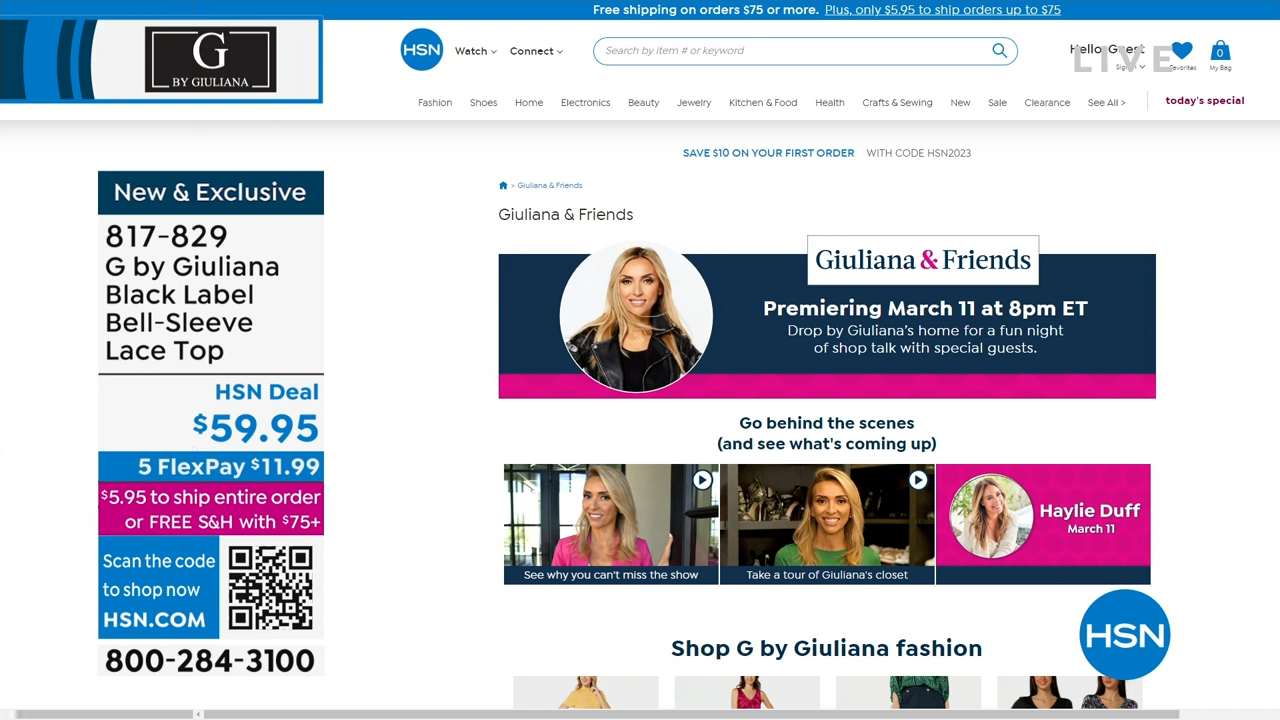 Free shipping on orders $75 or more. Plus, only $5.95 to ship orders up to $75
G
BY GIULIANA
HSN
Watch
Connect
Search by item # or keyword
Hello, Guest
LIVE
Favorites
0
My Bag
Fashion Shoes Home Electronics Beauty Jewelry Kitchen & Food Health Crafts & Sewing New Sale Clearance See All > today's special
SAVE $10 ON YOUR FIRST ORDER WITH CODE HSN2023
> Giuliana & Friends
Giuliana & Friends
New & Exclusive
817-829
G by Giuliana
Black Label
Bell-Sleeve
Lace Top
HSN Deal
$59.95
5 FlexPay $11.99
$5.95 to ship entire order
or FREE S&H with $75+
Scan the code
to shop now
HSN.COM
800-284-3100
Giuliana & Friends
Premiering March 11 at 8pm ET
Drop by Giuliana's home for a fun night
of shop talk with special guests.
Go behind the scenes
(and see what's coming up)
See why you can't miss the show
Take a tour of Giuliana's closet
Haylie Duff
March 11
HSN
Shop G by Giuliana fashion